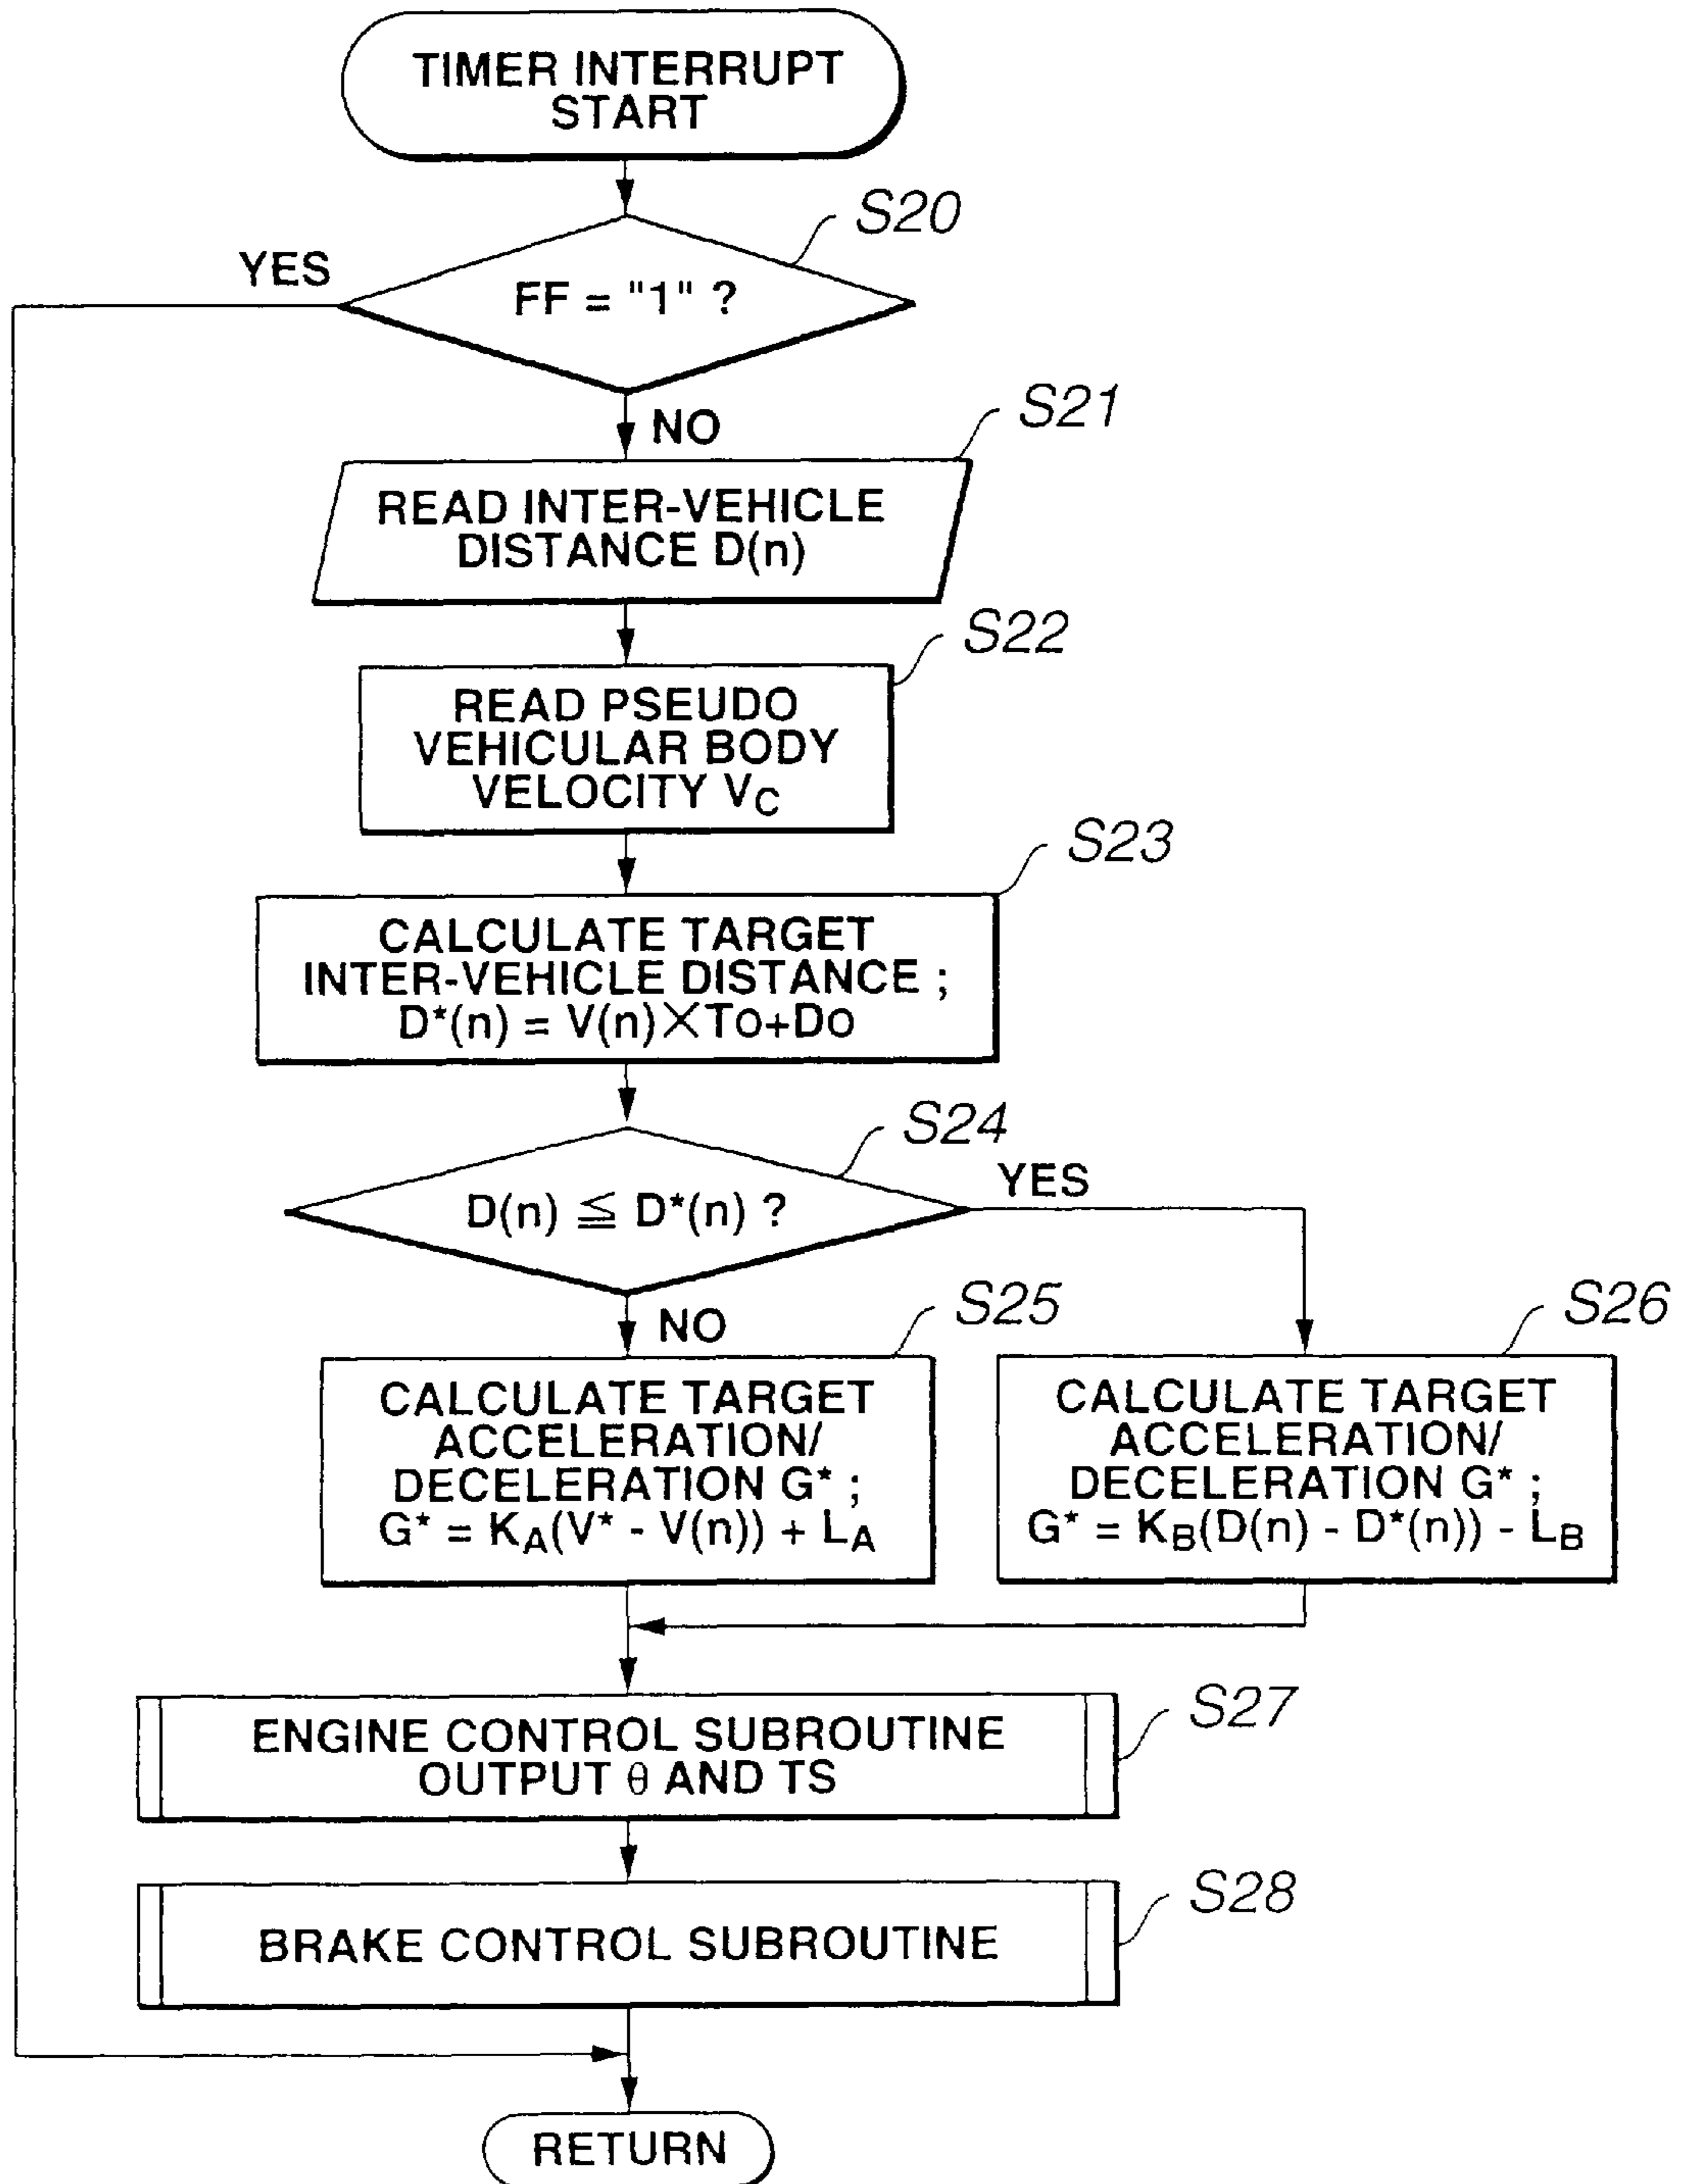 TIMER INTERRUPT
START
S20
YES
FF = "1" ?
S21
NO
READ INTER-VEHICLE
DISTANCE D(n)
S22
READ PSEUDO
VEHICULAR BODY
VELOCITY VC
S23
CALCULATE TARGET
INTER-VEHICLE DISTANCE ;
D*(n) = V(n)×To+Do
S24
YES
D(n) ≦ D*(n) ?
S25
S26
NO
CALCULATE TARGET
ACCELERATION/
DECELERATION G* ;
G* = KA(V* - V(n)) + LA
CALCULATE TARGET
ACCELERATION/
DECELERATION G* ;
G* = KB(D(n) - D*(n)) - LB
S27
ENGINE CONTROL SUBROUTINE
OUTPUT θ AND TS
S28
BRAKE CONTROL SUBROUTINE
RETURN